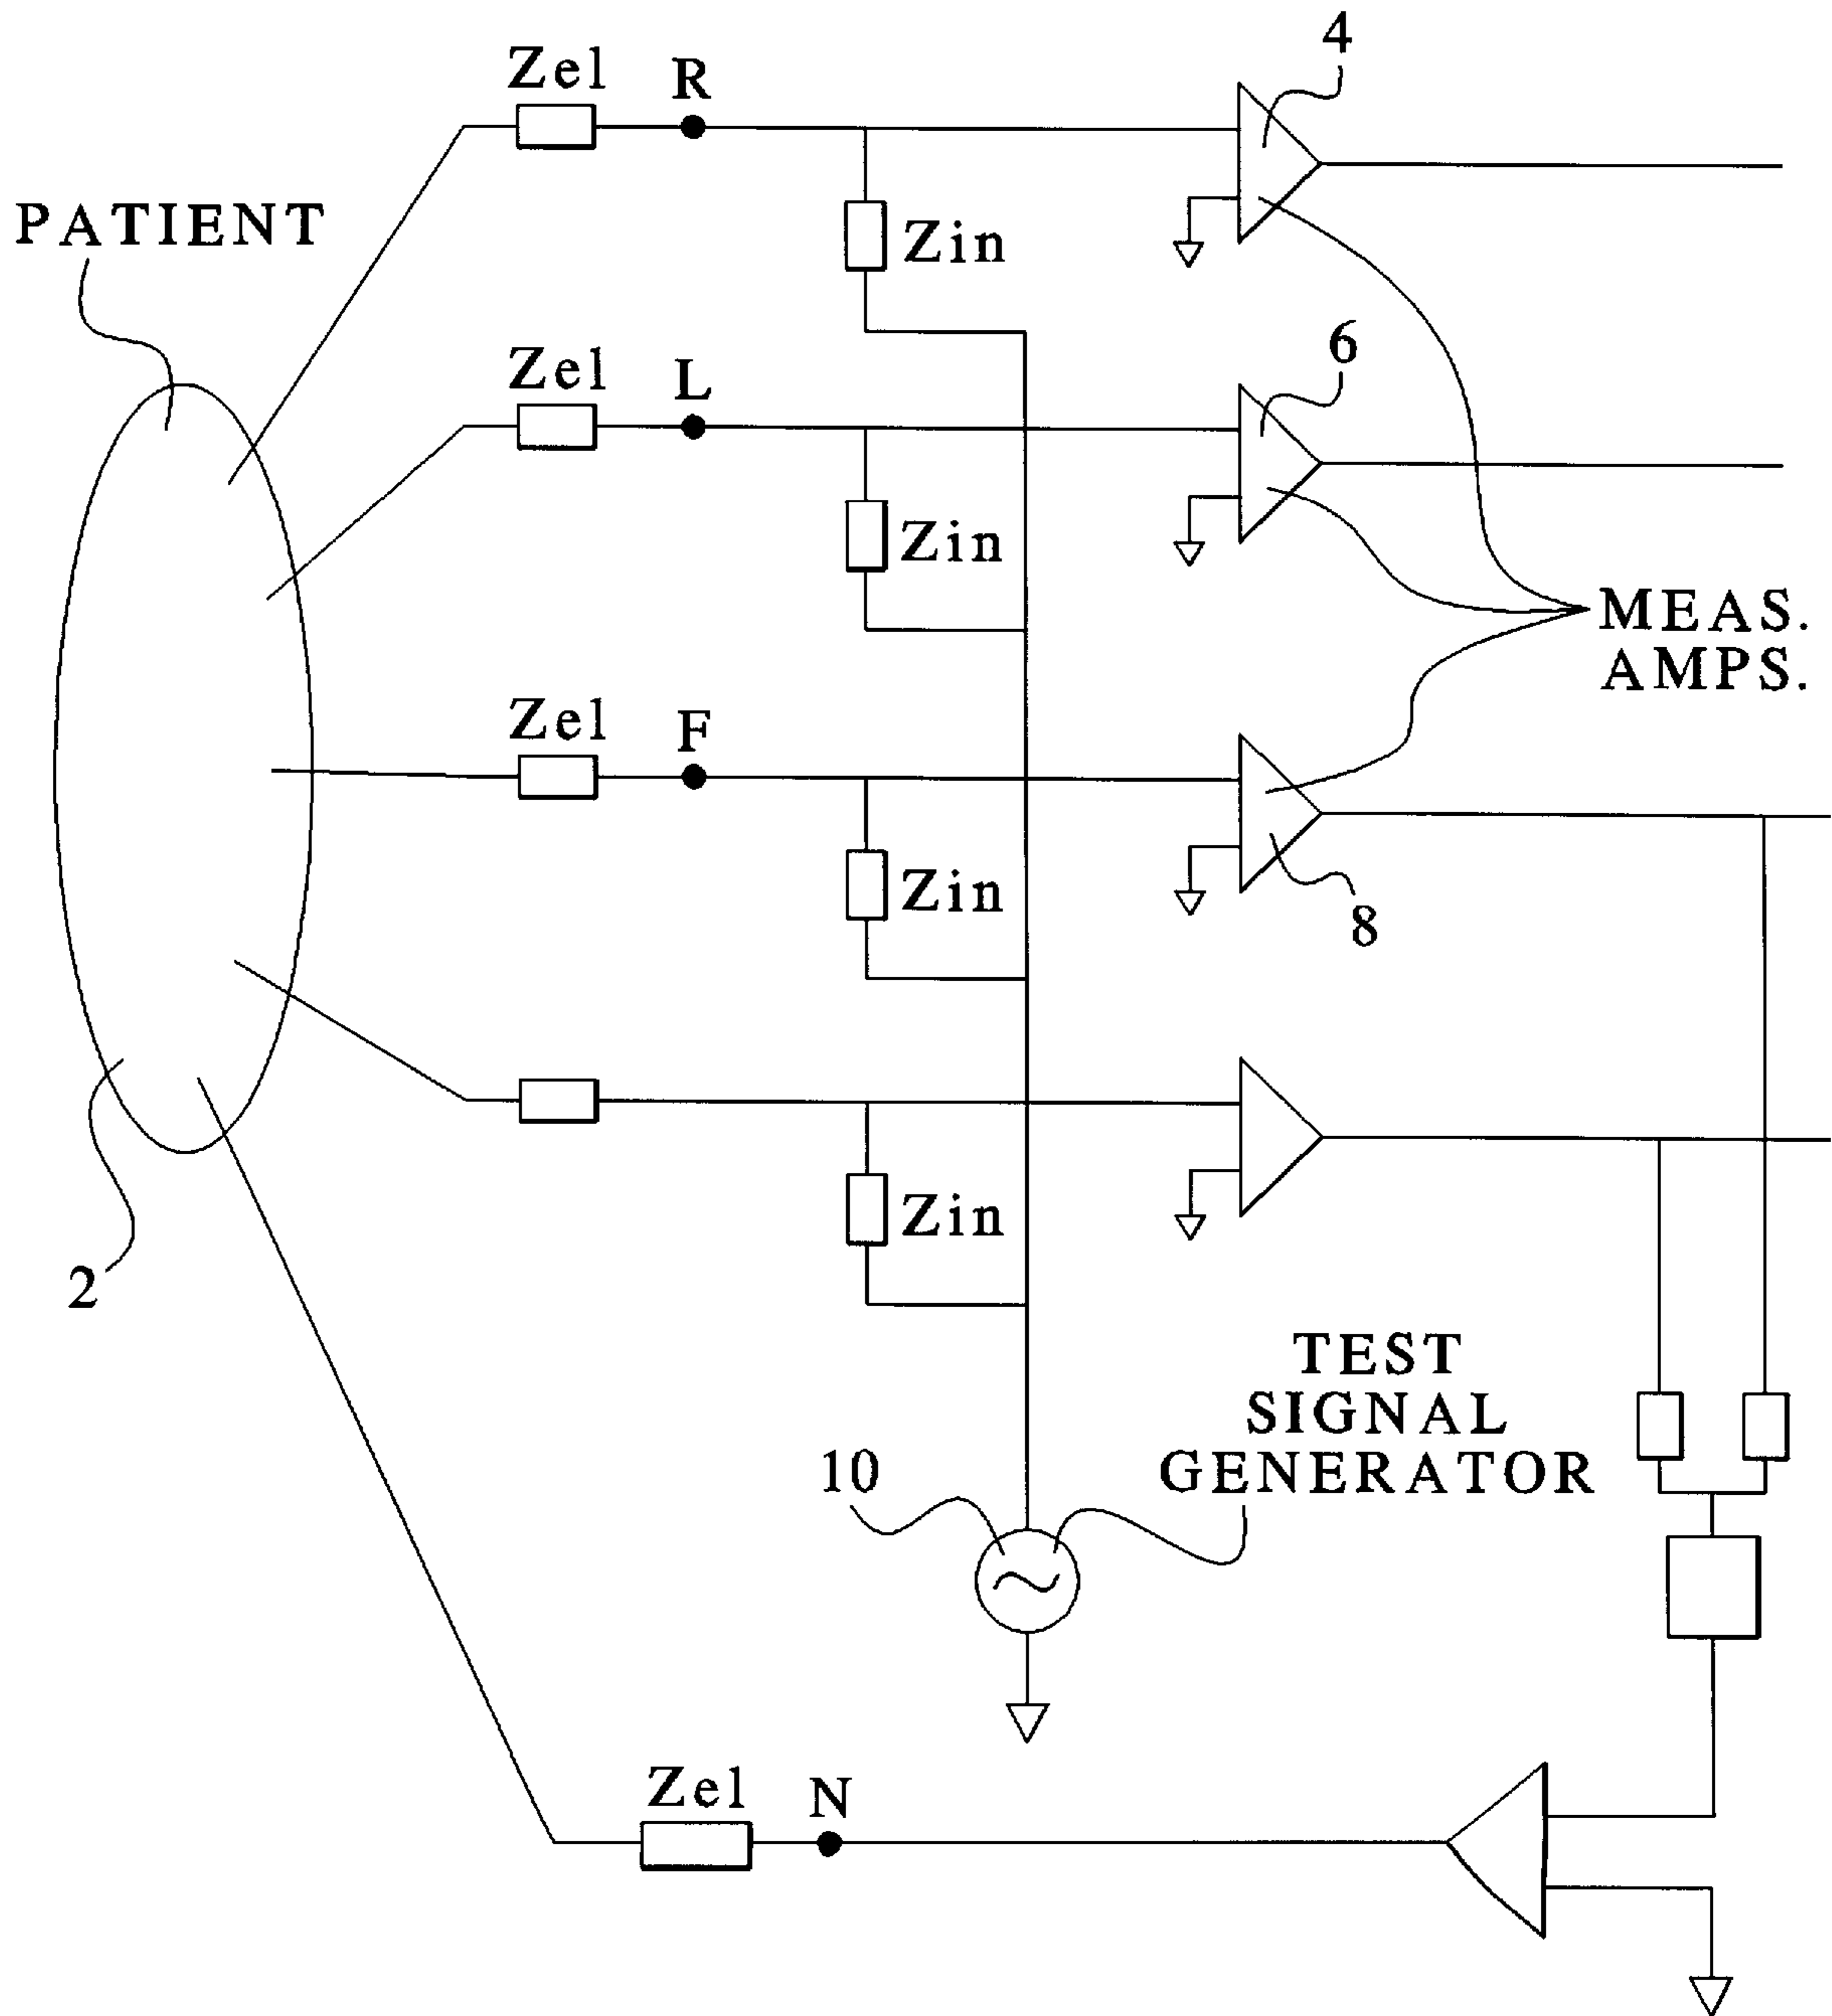 4
Zel R
PATIENT
Zin
6
Zel L
Zin
MEAS.
AMPS.
Zel F
Zin
8
Zin
2
TEST
SIGNAL
GENERATOR
10
Zel N